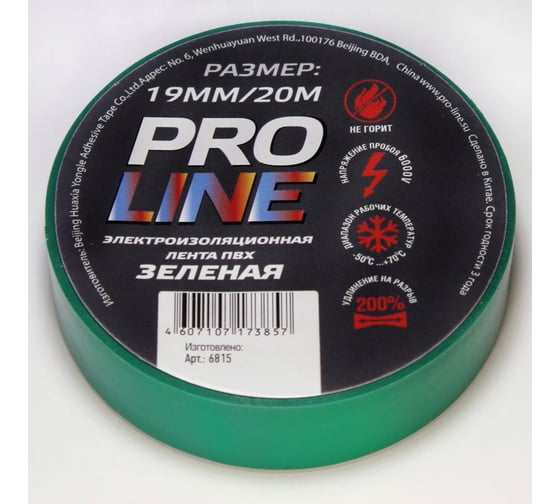 Изготовитель: Beijing Huaxia Yongle Adhesive Tape Co.,Ltd.Адрес: No. 6, Wenhuayuan West Rd.,100176 Beijing BDA, China www.pro-line.su Сделано в Китае. Срок годности 3 года
РАЗМЕР:
19ММ/20М
PRO
LINE
ЭЛЕКТРОИЗОЛЯЦИОННАЯ
ЛЕНТА ПВХ
ЗЕЛЕНАЯ
НЕ ГОРИТ
НАПРЯЖЕНИЕ ПРОБОЯ 6000V
ДИАПАЗОН РАБОЧИХ ТЕМПЕРАТУР
-50°C ...+70°C
УДЛИНЕНИЕ НА РАЗРЫВ
200%
4 607107 173857
Изготовлено:
Арт.: 6815